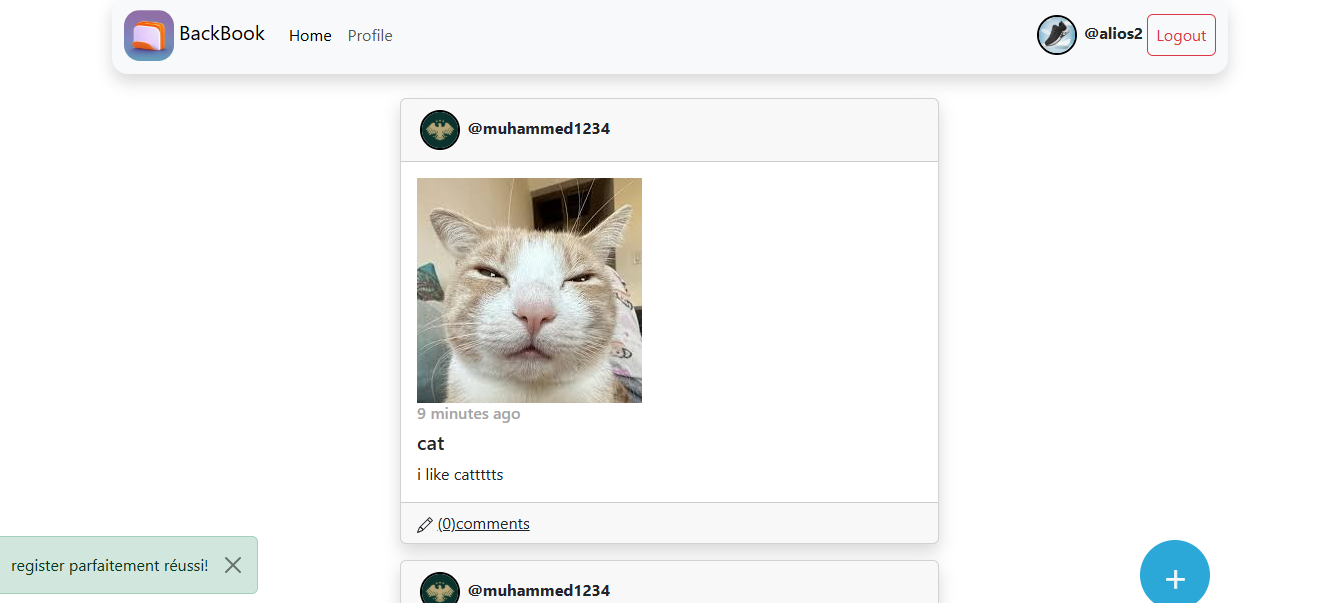 BackBook Home Profile @alios2 Logout
@muhammed1234
9 minutes ago
cat
i like cattttts
(0)comments
register parfaitement réussi!
@muhammed1234